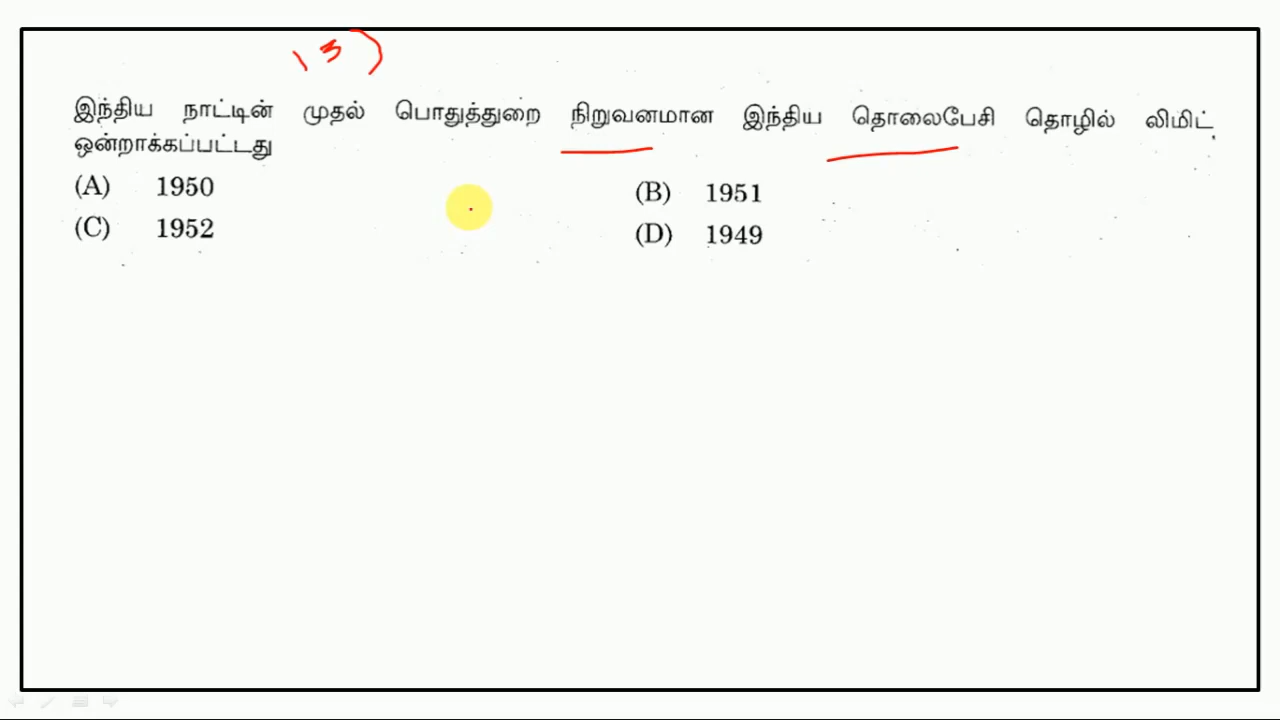 13)
இந்திய நாட்டின் முதல் பொதுத்துறை நிறுவனமான இந்திய தொலைபேசி தொழில் லிமிட்
ஒன்றாக்கப்பட்டது
(A) 1950 (B) 1951
(C) 1952 (D) 1949